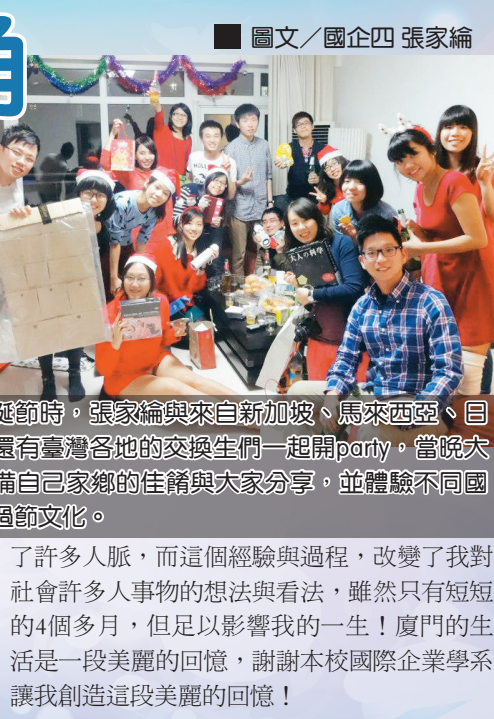 ■ 圖文／國企四 張家綸
大人の科学
誕節時，張家綸與來自新加坡、馬來西亞、日
還有臺灣各地的交換生們一起開party，當晚大
備自己家鄉的佳餚與大家分享，並體驗不同國
過節文化。
了許多人脈，而這個經驗與過程，改變了我對
社會許多人事物的想法與看法，雖然只有短短
的4個多月，但足以影響我的一生！廈門的生
活是一段美麗的回憶，謝謝本校國際企業學系
讓我創造這段美麗的回憶！